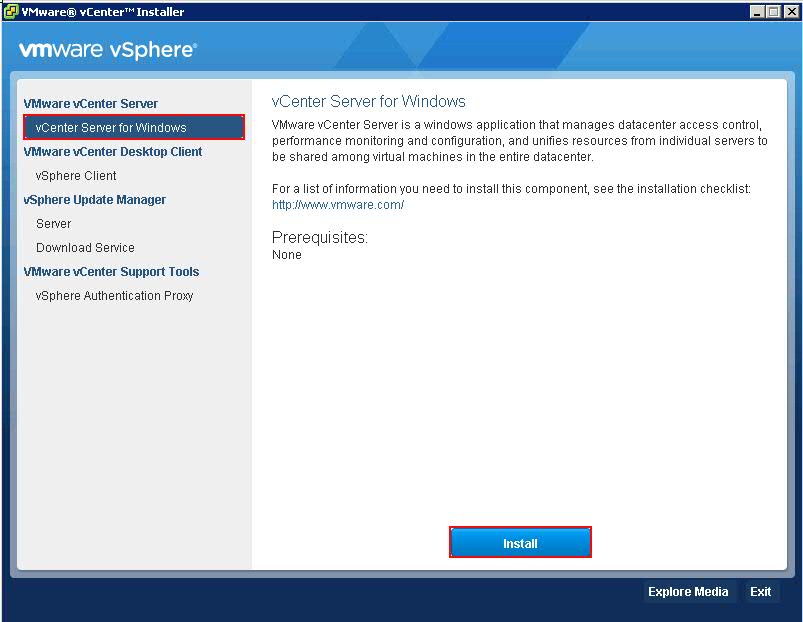 VMware® vCenter™ Installer
vmware vSphere®
VMware vCenter Server
vCenter Server for Windows
VMware vCenter Desktop Client
vSphere Client
vSphere Update Manager
Server
Download Service
VMware vCenter Support Tools
vSphere Authentication Proxy
vCenter Server for Windows
VMware vCenter Server is a windows application that manages datacenter access control,
performance monitoring and configuration, and unifies resources from individual servers to
be shared among virtual machines in the entire datacenter.
For a list of information you need to install this component, see the installation checklist:
http://www.vmware.com/
Prerequisites:
None
Install
Explore Media
Exit